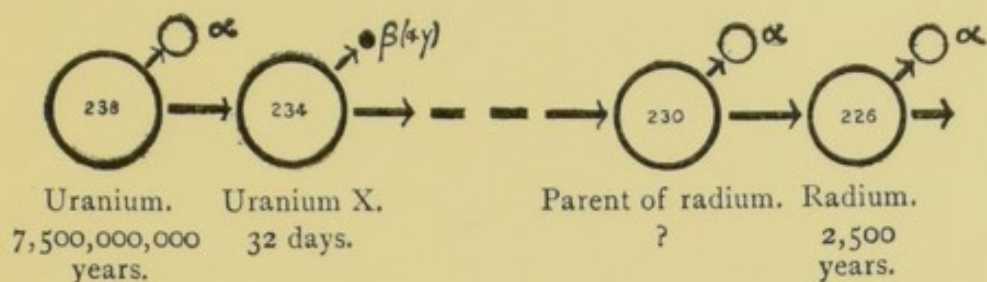 α β(+γ) α α
238 234 230 226
Uranium. Uranium X. Parent of radium. Radium.
7,500,000,000 32 days. ? 2,500
years. years.